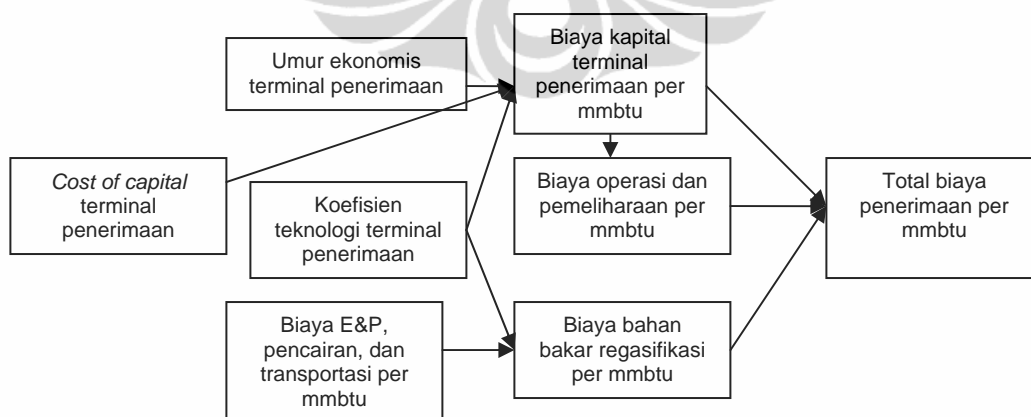 Umur ekonomis
terminal penerimaan
Biaya kapital
terminal
penerimaan per
mmbtu
Cost of capital
terminal
penerimaan
Koefisien
teknologi terminal
penerimaan
Biaya operasi dan
pemeliharaan per
mmbtu
Total biaya
penerimaan per
mmbtu
Biaya E&P,
pencairan, dan
transportasi per
mmbtu
Biaya bahan
bakar regasifikasi
per mmbtu